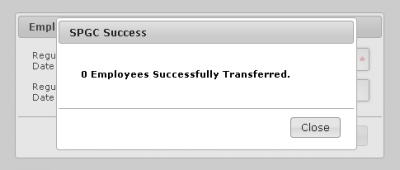 Empl
SPGC Success
Regu
Date
0 Employees Successfully Transferred.
*
Regu
Date
Close